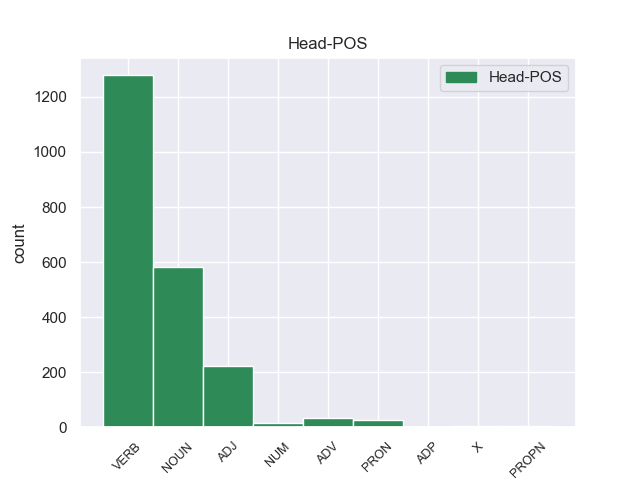 Head-POS
Head-POS
1200
1000
800
600
400
200
0
count
VERB
NOUN
ADJ
NUM
ADV
PRON
ADP
X
PROPN